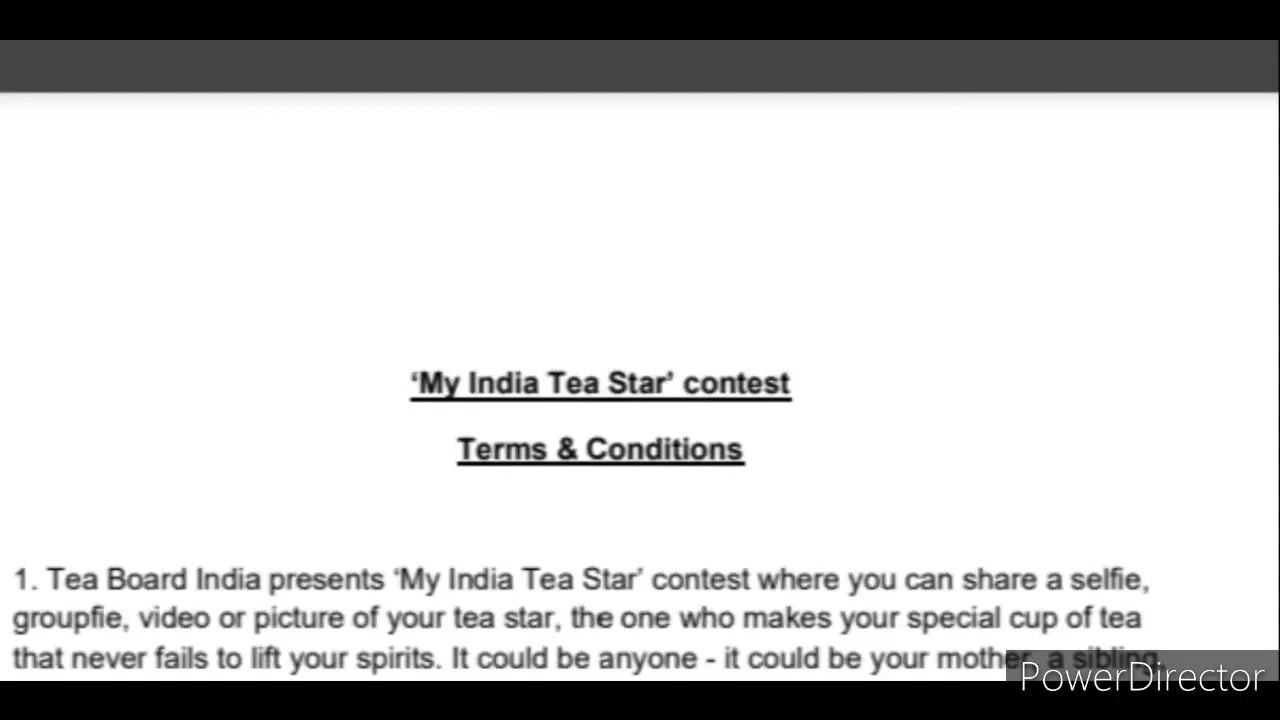 ‘My India Tea Star’ contest
Terms & Conditions
1. Tea Board India presents ‘My India Tea Star’ contest where you can share a selfie,
groupfie, video or picture of your tea star, the one who makes your special cup of tea
that never fails to lift your spirits. It could be anyone - it could be your mother, a sibling,
PowerDirector